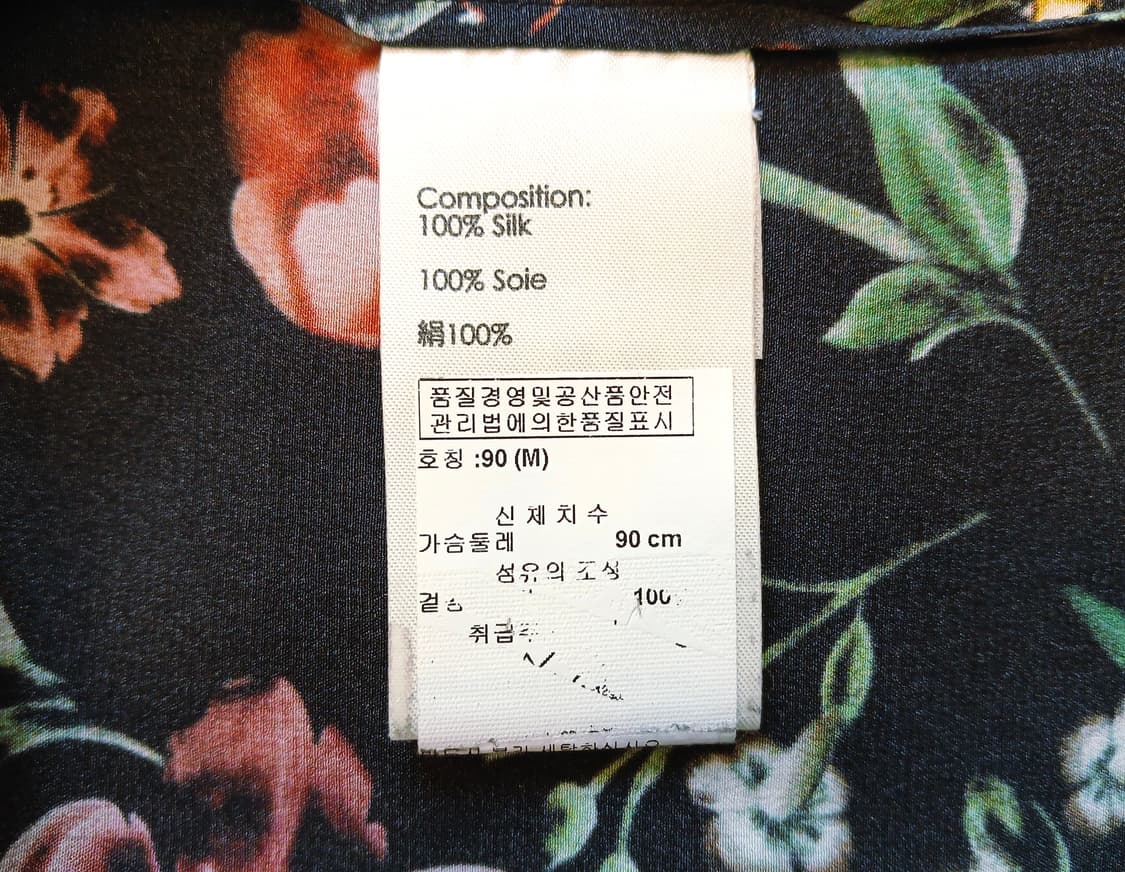 Composition:
100% Silk
100% Soie
絹100%
품질경영및공산품안전
관리법에의한품질표시
호칭 :90 (M)
신 체 치 수
가슴둘레 90 cm
섬유의 조성
100